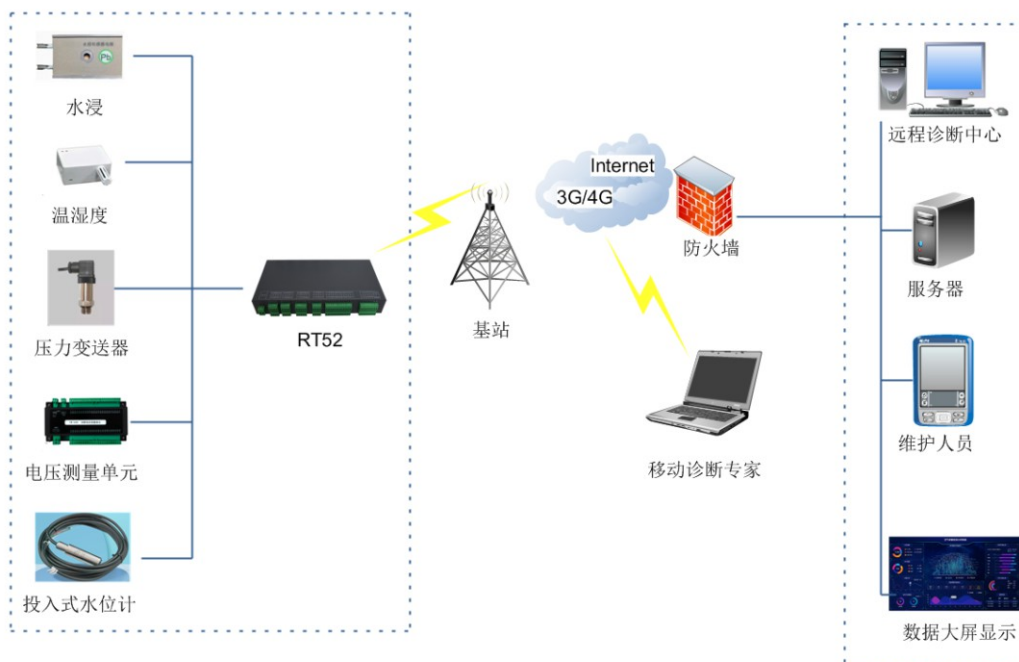 水浸
温湿度
压力变送器
电压测量单元
投入式水位计
RT52
基站
Internet
3G/4G
防火墙
移动诊断专家
远程诊断中心
服务器
维护人员
数据大屏显示